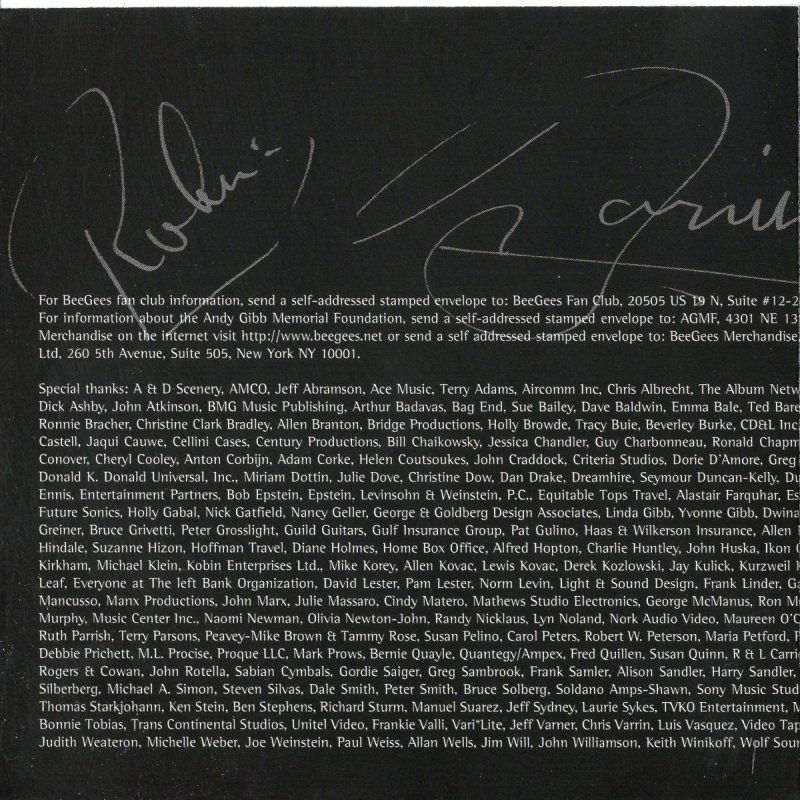 Robin
For BeeGees fan club information, send a self-addressed stamped envelope to: BeeGees Fan Club, 20505 US 19 N, Suite #12-2
For information about the Andy Gibb Memorial Foundation, send a self-addressed stamped envelope to: AGMF, 4301 NE 13
Merchandise on the internet visit http://www.beegees.net or send a self addressed stamped envelope to: BeeGees Merchandise,
Ltd, 260 5th Avenue, Suite 505, New York NY 10001.
Special thanks: A & D Scenery, AMCO, Jeff Abramson, Ace Music, Terry Adams, Aircomm Inc, Chris Albrecht, The Album Netw
Dick Ashby, John Atkinson, BMG Music Publishing, Arthur Badavas, Bag End, Sue Bailey, Dave Baldwin, Emma Bale, Ted Bare
Ronnie Bracher, Christine Clark Bradley, Allen Branton, Bridge Productions, Holly Browde, Tracy Buie, Beverley Burke, CD&L Inc
Castell, Jaqui Cauwe, Cellini Cases, Century Productions, Bill Chaikowsky, Jessica Chandler, Guy Charbonneau, Ronald Chapm
Conover, Cheryl Cooley, Anton Corbijn, Adam Corke, Helen Coutsoukes, John Craddock, Criteria Studios, Dorie D'Amore, Greg
Donald K. Donald Universal, Inc., Miriam Dottin, Julie Dove, Christine Dow, Dan Drake, Dreamhire, Seymour Duncan-Kelly, Du
Ennis, Entertainment Partners, Bob Epstein, Epstein, Levinsohn & Weinstein, P.C., Equitable Tops Travel, Alastair Farquhar, Es
Future Sonics, Holly Gabal, Nick Gatfield, Nancy Geller, George & Goldberg Design Associates, Linda Gibb, Yvonne Gibb, Dwina
Greiner, Bruce Grivetti, Peter Grosslight, Guild Guitars, Gulf Insurance Group, Pat Gulino, Haas & Wilkerson Insurance, Allen
Hindale, Suzanne Hizon, Hoffman Travel, Diane Holmes, Home Box Office, Alfred Hopton, Charlie Huntley, John Huska, Ikon
Kirkham, Michael Klein, Kobin Enterprises Ltd., Mike Korey, Allen Kovac, Lewis Kovac, Derek Kozlowski, Jay Kulick, Kurzweil
Leaf, Everyone at The left Bank Organization, David Lester, Pam Lester, Norm Levin, Light & Sound Design, Frank Linder, Ga
Mancusso, Manx Productions, John Marx, Julie Massaro, Cindy Matero, Mathews Studio Electronics, George McManus, Ron M
Murphy, Music Center Inc., Naomi Newman, Olivia Newton-John, Randy Nicklaus, Lyn Noland, Nork Audio Video, Maureen O'C
Ruth Parrish, Terry Parsons, Peavey-Mike Brown & Tammy Rose, Susan Pelino, Carol Peters, Robert W. Peterson, Maria Petford, P
Debbie Prichett, M.L. Procise, Proque LLC, Mark Prows, Bernie Quayle, Quantegy/Ampex, Fred Quillen, Susan Quinn, R & L Carri
Rogers & Cowan, John Rotella, Sabian Cymbals, Gordie Saiger, Greg Sambrook, Frank Samler, Alison Sandler, Harry Sandler,
Silberberg, Michael A. Simon, Steven Silvas, Dale Smith, Peter Smith, Bruce Solberg, Soldano Amps-Shawn, Sony Music Stud
Thomas Starkjohann, Ken Stein, Ben Stephens, Richard Sturm, Manuel Suarez, Jeff Sydney, Laurie Sykes, TVKO Entertainment, M
Bonnie Tobias, Trans Continental Studios, Unitel Video, Frankie Valli, Vari*Lite, Jeff Varner, Chris Varrin, Luis Vasquez, Video Tap
Judith Weateron, Michelle Weber, Joe Weinstein, Paul Weiss, Allan Wells, Jim Will, John Williamson, Keith Winikoff, Wolf Soun